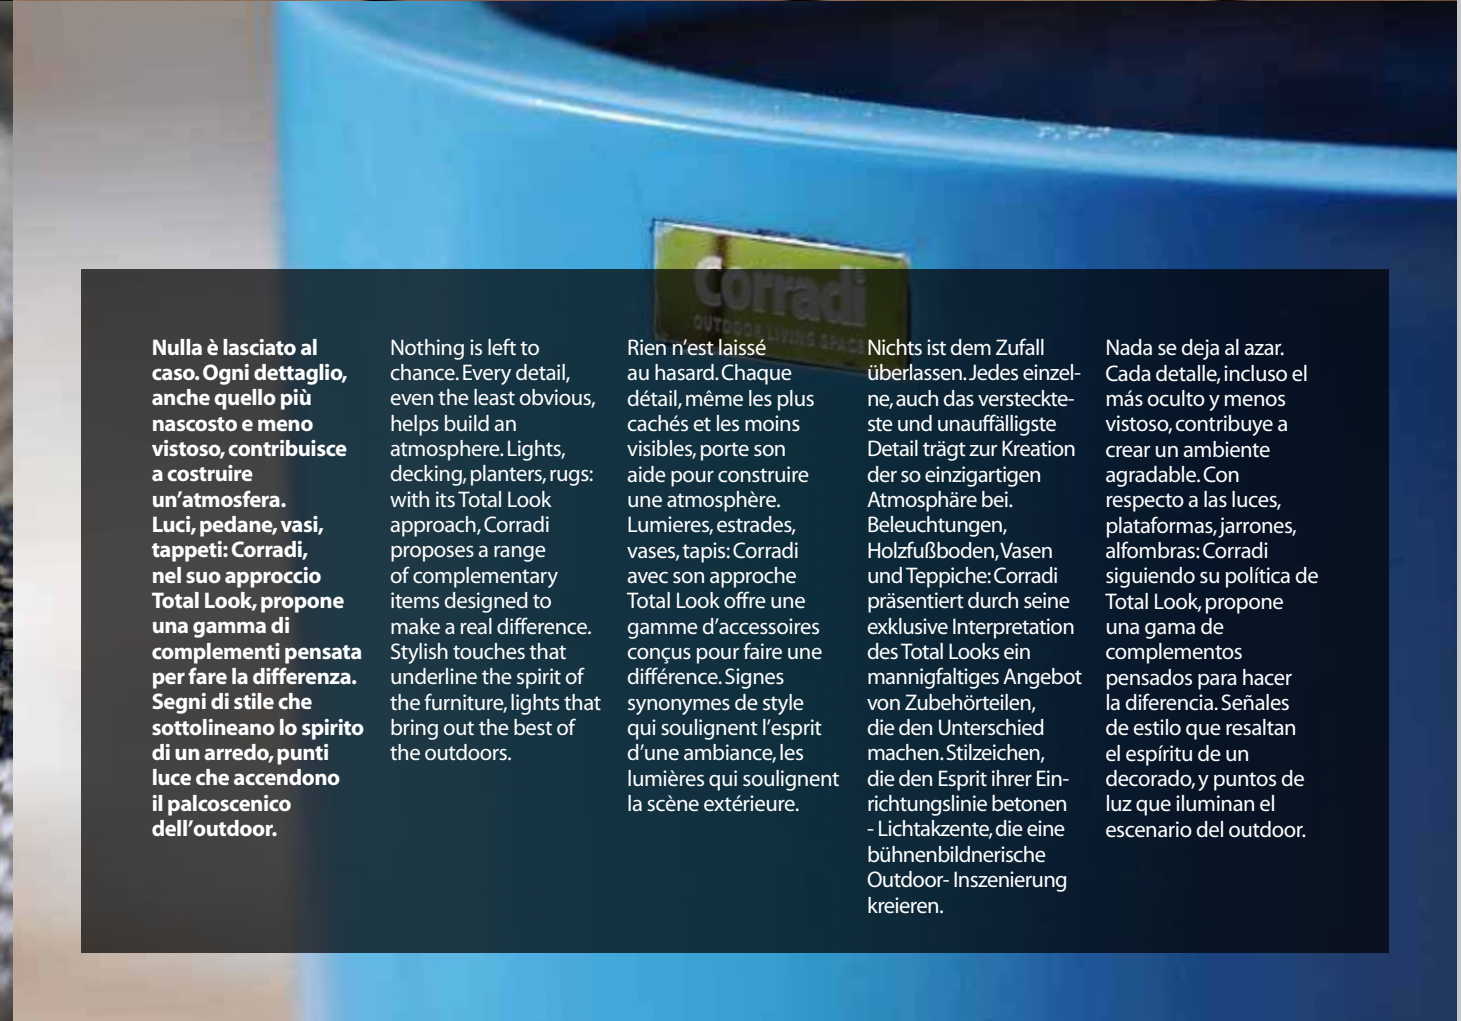 Corradi
OUTDOOR LIVING SPACE
Nulla è lasciato al
caso. Ogni dettaglio,
anche quello più
nascosto e meno
vistoso, contribuisce
a costruire
un’atmosfera.
Luci, pedane, vasi,
tappeti: Corradi,
nel suo approccio
Total Look, propone
una gamma di
complementi pensata
per fare la differenza.
Segni di stile che
sottolineano lo spirito
di un arredo, punti
luce che accendono
il palcoscenico
dell’outdoor.
Nothing is left to
chance. Every detail,
even the least obvious,
helps build an
atmosphere. Lights,
decking, planters, rugs:
with its Total Look
approach, Corradi
proposes a range
of complementary
items designed to
make a real difference.
Stylish touches that
underline the spirit of
the furniture, lights that
bring out the best of
the outdoors.
Rien n’est laissé
au hasard. Chaque
détail, même les plus
cachés et les moins
visibles, porte son
aide pour construire
une atmosphère.
Lumieres, estrades,
vases, tapis: Corradi
avec son approche
Total Look offre une
gamme d’accessoires
conçus pour faire une
différence. Signes
synonymes de style
qui soulignent l’esprit
d’une ambiance, les
lumières qui soulignent
la scène extérieure.
Nichts ist dem Zufall
überlassen. Jedes einzel-
ne, auch das versteckte-
ste und unauffälligste
Detail trägt zur Kreation
der so einzigartigen
Atmosphäre bei.
Beleuchtungen,
Holzfußboden, Vasen
und Teppiche: Corradi
präsentiert durch seine
exklusive Interpretation
des Total Looks ein
mannigfaltiges Angebot
von Zubehörteilen,
die den Unterschied
machen. Stilzeichen,
die den Esprit ihrer Ein-
richtungslinie betonen
- Lichtakzente, die eine
bühnenbildnerische
Outdoor- Inszenierung
kreieren.
Nada se deja al azar.
Cada detalle, incluso el
más oculto y menos
vistoso, contribuye a
crear un ambiente
agradable. Con
respecto a las luces,
plataformas, jarrones,
alfombras: Corradi
siguiendo su política de
Total Look, propone
una gama de
complementos
pensados para hacer
la diferencia. Señales
de estilo que resaltan
el espíritu de un
decorado, y puntos de
luz que iluminan el
escenario del outdoor.